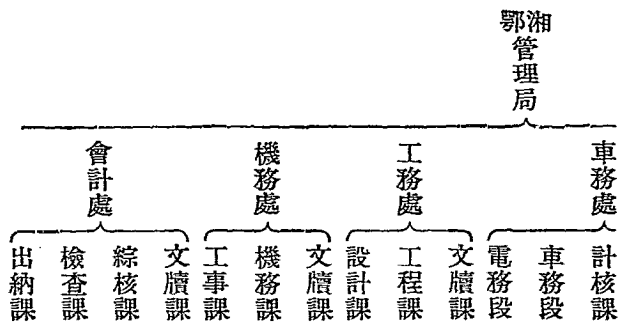 湘鄂管理局
車務處
計核課
車務段
電務段
工務處
文牘課
工程課
設計課
機務處
文牘課
機務課
工事課
會計處
文牘課
綜核課
檢查課
出納課